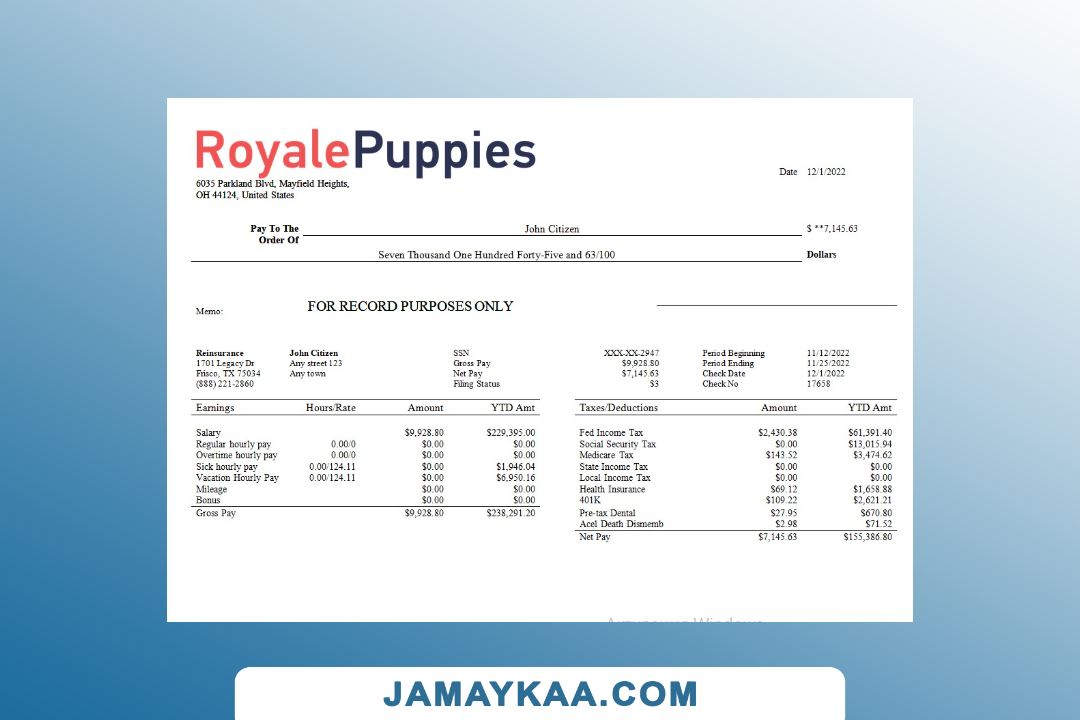 RoyalePuppies
6035 Parkland Blvd, Mayfield Heights,
OH 44124, United States
Date 12/1/2022
Pay To The
Order Of
John Citizen $ **7,145.63
Seven Thousand One Hundred Forty-Five and 63/100 Dollars
Memo: FOR RECORD PURPOSES ONLY
Reinsurance John Citizen SSN XXX-XX-2947 Period Beginning 11/12/2022
1701 Legacy Dr Any street 123 Gross Pay $9,928.80 Period Ending 11/25/2022
Frisco, TX 75034 Any town Net Pay $7,145.63 Check Date 12/1/2022
(888) 221-2860 Filing Status $3 Check No 17658
Earnings Hours/Rate Amount YTD Amt Taxes/Deductions Amount YTD Amt
Salary $9,928.80 $229,395.00 Fed Income Tax $2,430.38 $61,391.40
Regular hourly pay 0.00/0 $0.00 $0.00 Social Security Tax $0.00 $13,015.94
Overtime hourly pay 0.00/0 $0.00 $0.00 Medicare Tax $143.52 $3,474.62
Sick hourly pay 0.00/124.11 $0.00 $1,946.04 State Income Tax $0.00 $0.00
Vacation Hourly Pay 0.00/124.11 $0.00 $6,950.16 Local Income Tax $0.00 $0.00
Mileage $0.00 $0.00 Health Insurance $69.12 $1,658.88
Bonus $0.00 $0.00 401K $109.22 $2,621.21
Gross Pay $9,928.80 $238,291.20 Pre-tax Dental $27.95 $670.80
Acel Death Dismemb $2.98 $71.52
Net Pay $7,145.63 $155,386.80
JAMAYKAA.COM